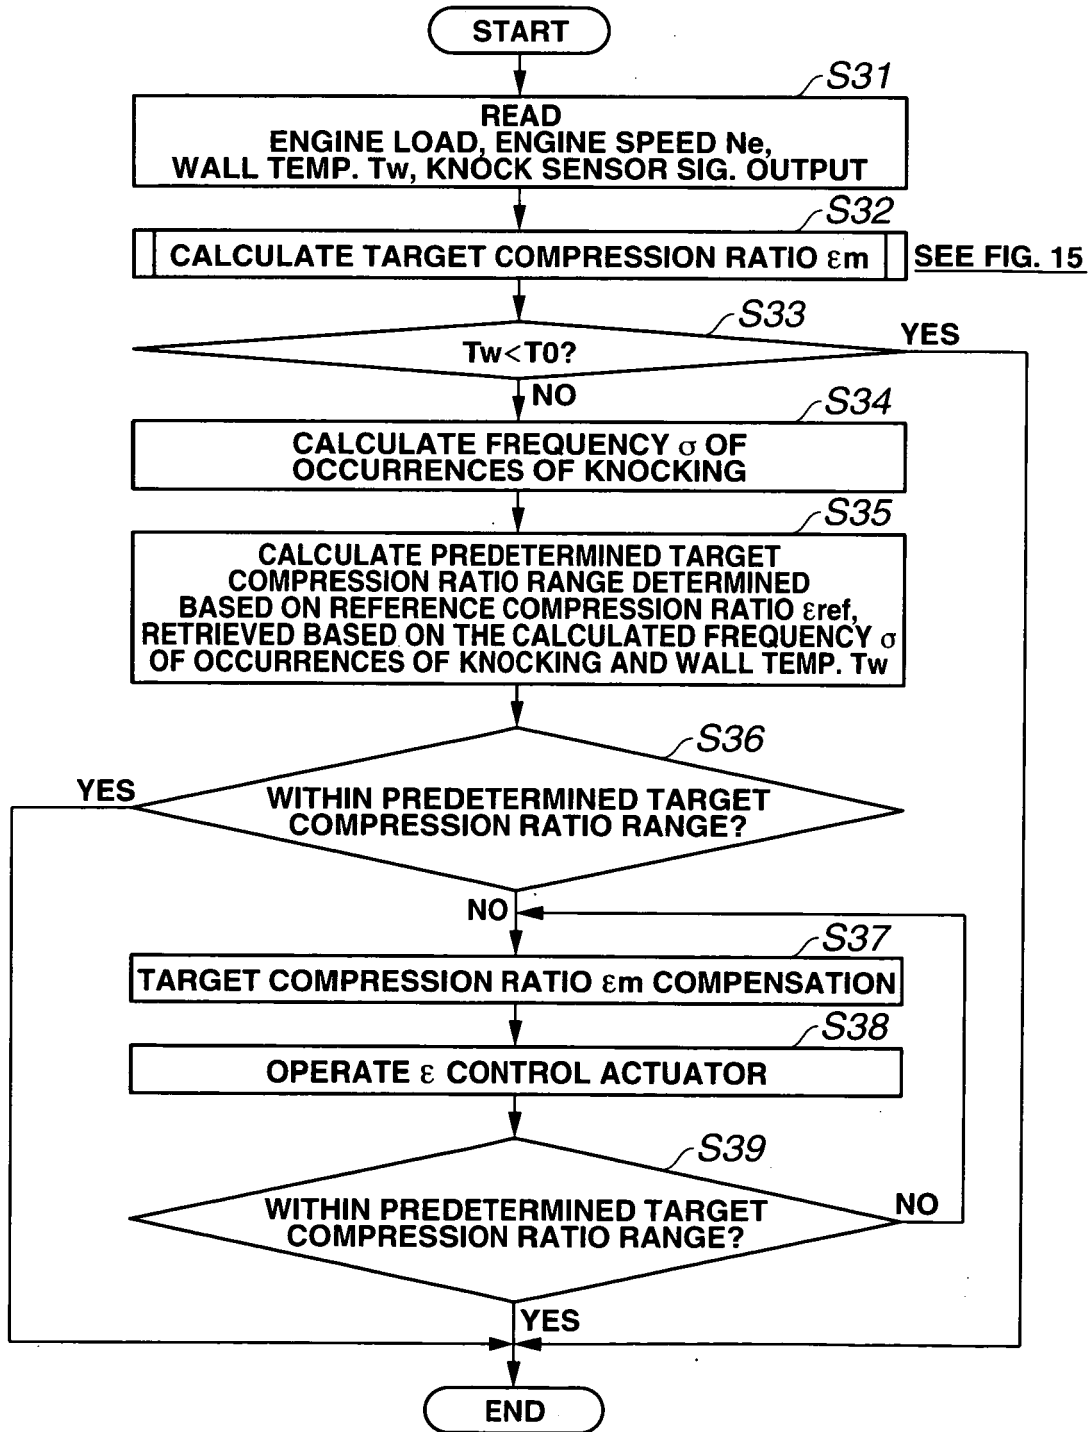 START
S31
READ
ENGINE LOAD, ENGINE SPEED Ne,
WALL TEMP. Tw, KNOCK SENSOR SIG. OUTPUT
S32
CALCULATE TARGET COMPRESSION RATIO εm
SEE FIG. 15
S33
Tw<T0?
YES
NO
S34
CALCULATE FREQUENCY σ OF
OCCURRENCES OF KNOCKING
S35
CALCULATE PREDETERMINED TARGET
COMPRESSION RATIO RANGE DETERMINED
BASED ON REFERENCE COMPRESSION RATIO εref,
RETRIEVED BASED ON THE CALCULATED FREQUENCY σ
OF OCCURRENCES OF KNOCKING AND WALL TEMP. Tw
S36
YES
WITHIN PREDETERMINED TARGET
COMPRESSION RATIO RANGE?
NO
S37
TARGET COMPRESSION RATIO εm COMPENSATION
S38
OPERATE ε CONTROL ACTUATOR
S39
WITHIN PREDETERMINED TARGET
COMPRESSION RATIO RANGE?
NO
YES
END